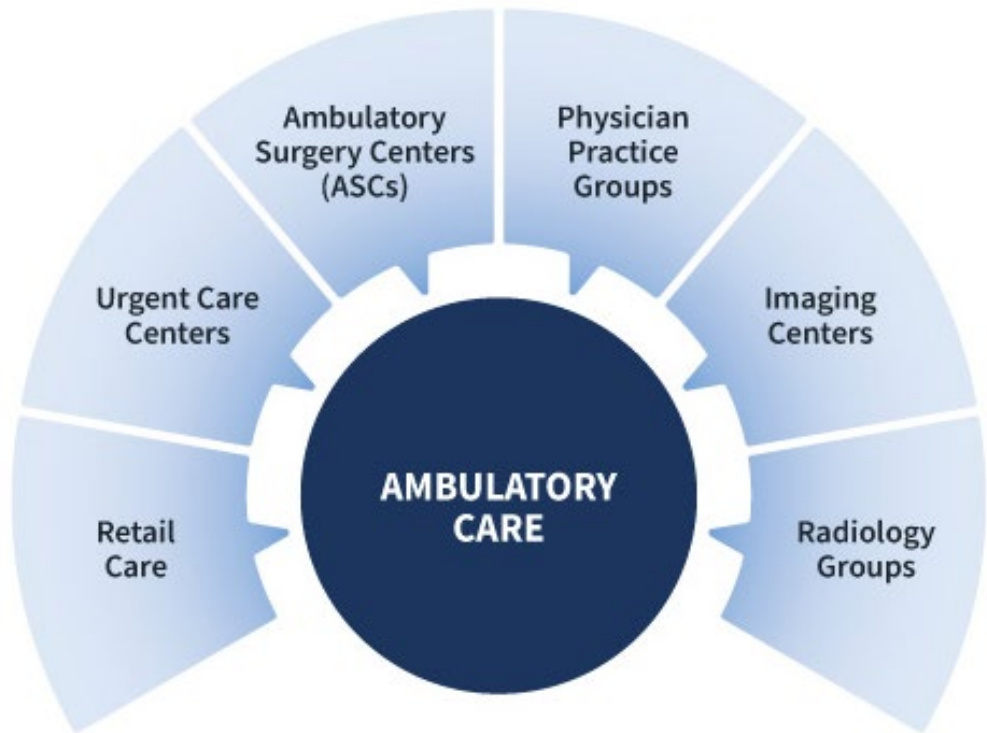 Ambulatory
Surgery Centers
(ASCs)
Physician
Practice
Groups
Urgent Care
Centers
Imaging
Centers
Retail
Care
AMBULATORY
CARE
Radiology
Groups